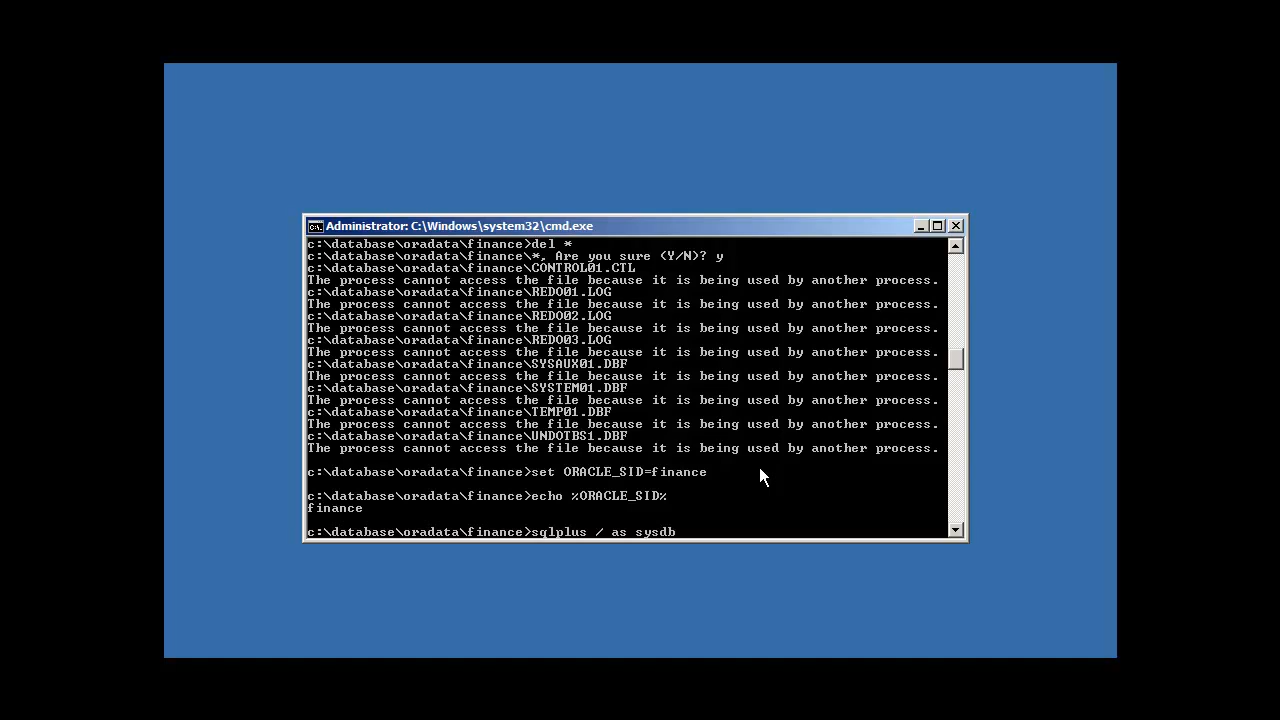 Administrator: C:\Windows\system32\cmd.exe
c:\database\oradata\finance>del *
c:\database\oradata\finance\*, Are you sure (Y/N)? y
c:\database\oradata\finance\CONTROL01.CTL
The process cannot access the file because it is being used by another process.
c:\database\oradata\finance\REDO01.LOG
The process cannot access the file because it is being used by another process.
c:\database\oradata\finance\REDO02.LOG
The process cannot access the file because it is being used by another process.
c:\database\oradata\finance\REDO03.LOG
The process cannot access the file because it is being used by another process.
c:\database\oradata\finance\SYSAUX01.DBF
The process cannot access the file because it is being used by another process.
c:\database\oradata\finance\SYSTEM01.DBF
The process cannot access the file because it is being used by another process.
c:\database\oradata\finance\TEMP01.DBF
The process cannot access the file because it is being used by another process.
c:\database\oradata\finance\UNDOTBS1.DBF
The process cannot access the file because it is being used by another process.
c:\database\oradata\finance>set ORACLE_SID=finance
c:\database\oradata\finance>echo %ORACLE_SID%
finance
c:\database\oradata\finance>sqlplus / as sysdb